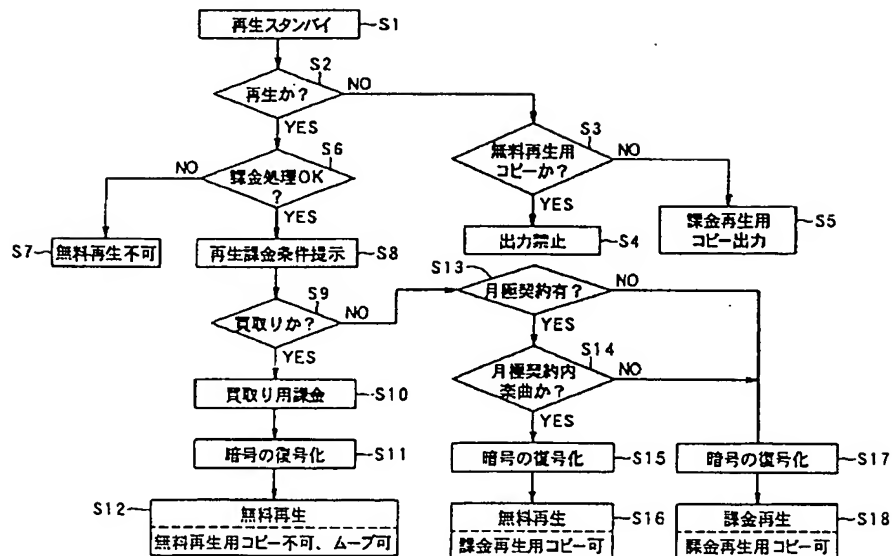 再生スタンバイ
S1
S2
再生か?
NO
YES
S3
無料再生用
コピーか?
NO
YES
S4
出力禁止
S5
課金再生用
コピー出力
S6
課金処理OK
?
NO
YES
S7
無料再生不可
再生課金条件提示
S8
S9
買取りか?
NO
YES
S13
月極契約有?
NO
YES
S14
月極契約内
楽曲か?
NO
YES
買取り用課金
S10
暗号の復号化
S11
暗号の復号化
S15
暗号の復号化
S17
S12
無料再生
無料再生用コピー不可、ムーブ可
無料再生
S16
課金再生用コピー可
課金再生
S18
課金再生用コピー可